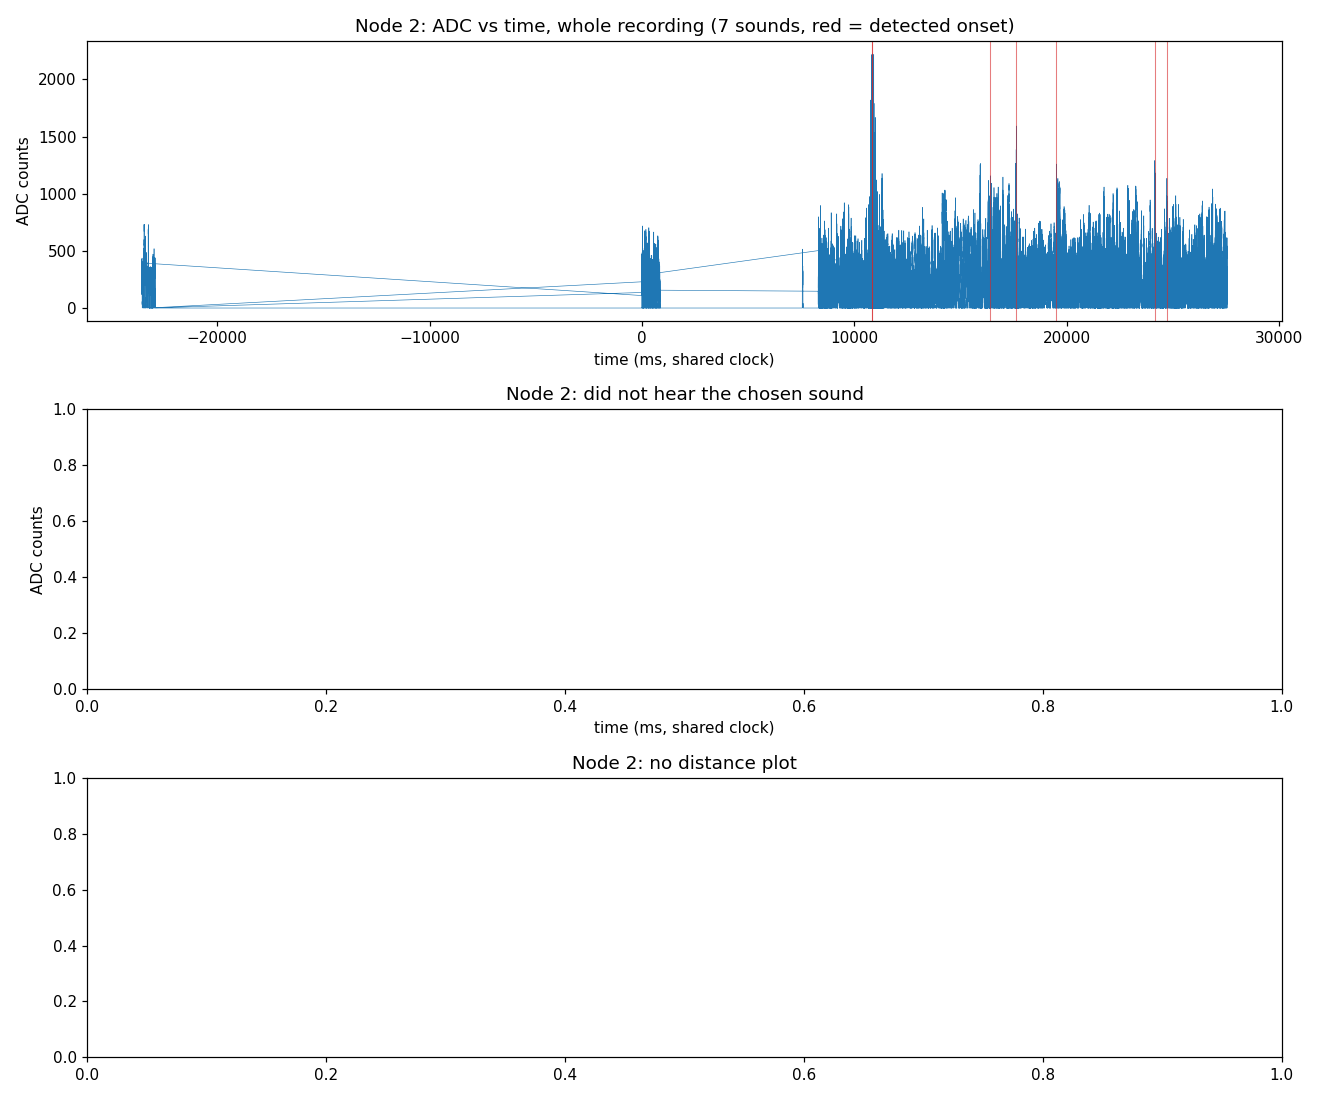 Node 2: ADC vs time, whole recording (7 sounds, red = detected onset)
2000
1500
1000
500
0
ADC counts
−20000 −10000 0 10000 20000 30000
time (ms, shared clock)
Node 2: did not hear the chosen sound
1.0
0.8
0.6
0.4
0.2
0.0
ADC counts
0.0 0.2 0.4 0.6 0.8 1.0
time (ms, shared clock)
Node 2: no distance plot
1.0
0.8
0.6
0.4
0.2
0.0
0.0 0.2 0.4 0.6 0.8 1.0